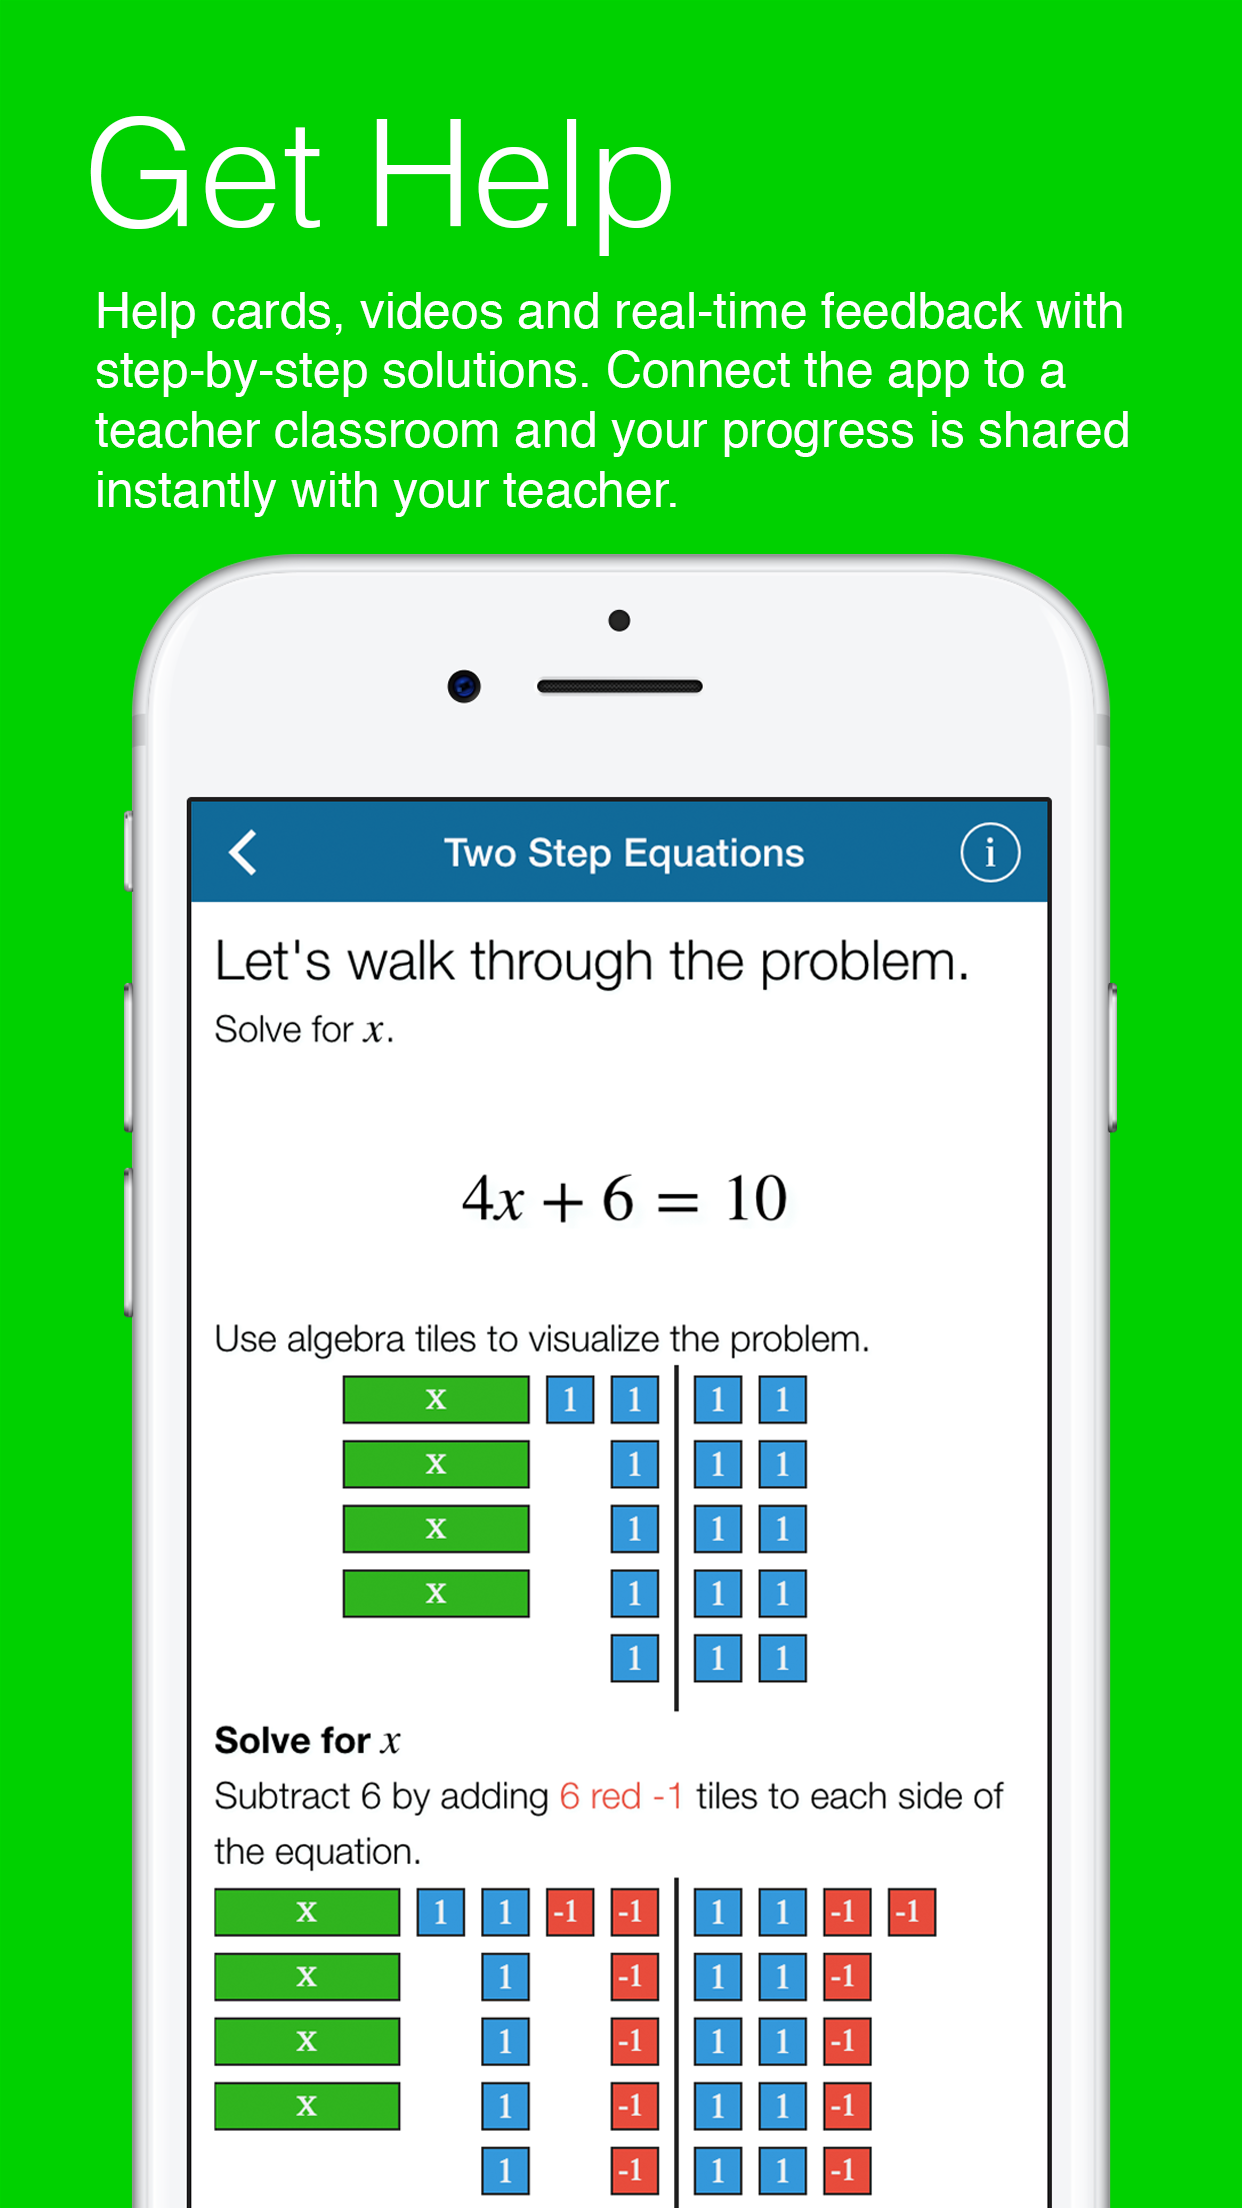 Get Help
Help cards, videos and real-time feedback with
step-by-step solutions. Connect the app to a
teacher classroom and your progress is shared
instantly with your teacher.
Two Step Equations i
Let's walk through the problem.
Solve for x.
4x + 6 = 10
Use algebra tiles to visualize the problem.
x 1 1 1 1
x 1 1 1
x 1 1 1
x 1 1 1
1 1 1
Solve for x
Subtract 6 by adding 6 red -1 tiles to each side of
the equation.
x 1 1 -1 -1 1 1 -1 -1
x 1 -1 1 1 -1
x 1 -1 1 1 -1
x 1 -1 1 1 -1
1 -1 1 1 -1